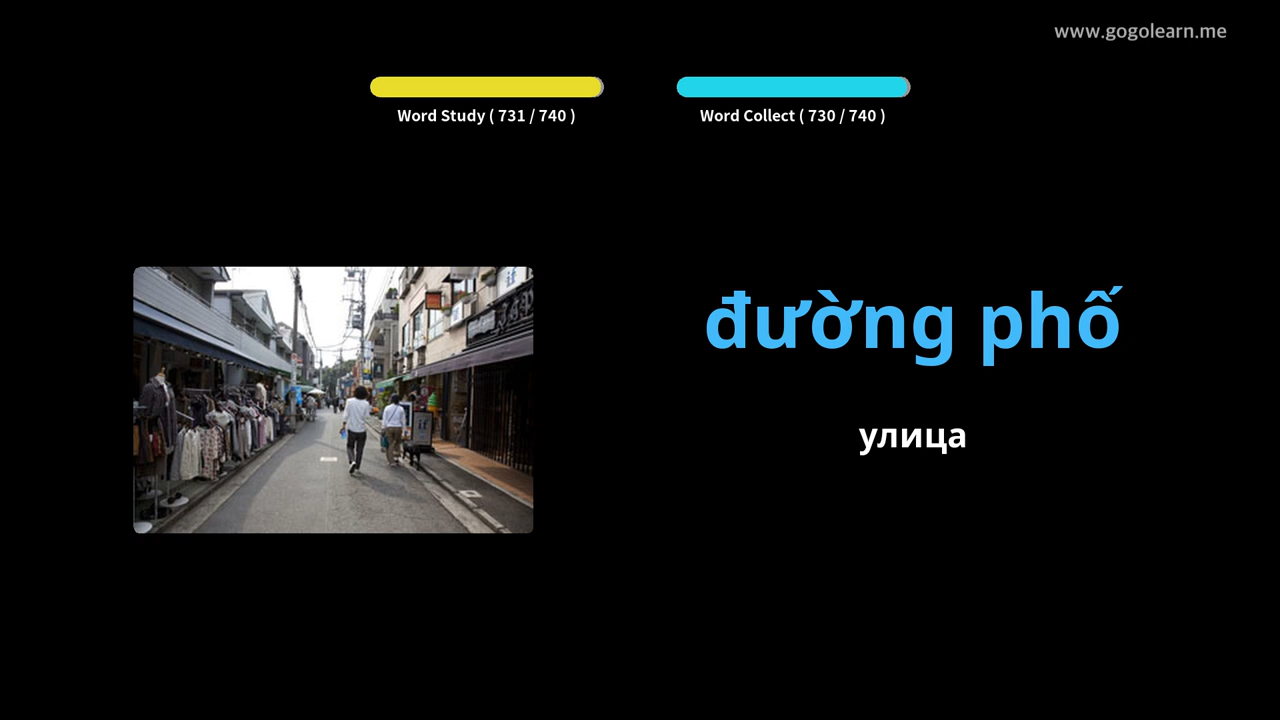 www.gogolearn.me
Word Study ( 731 / 740 )
Word Collect ( 730 / 740 )
đường phố
улица